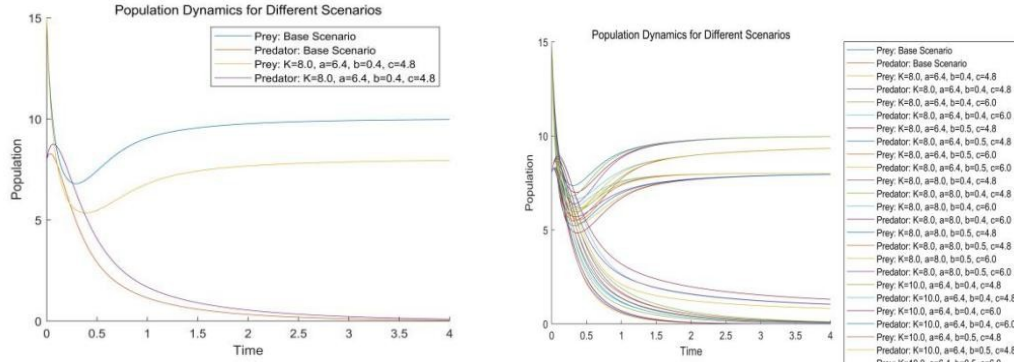 Population Dynamics for Different Scenarios
15
10
5
0
Population
0 0.5 1 1.5 2 2.5 3 3.5 4
Time
Prey: Base Scenario
Predator: Base Scenario
Prey: K=8.0, a=6.4, b=0.4, c=4.8
Predator: K=8.0, a=6.4, b=0.4, c=4.8
Population Dynamics for Different Scenarios
15
10
5
0
Population
0 0.5 1 1.5 2 2.5 3 3.5 4
Time
Prey: Base Scenario
Predator: Base Scenario
Prey: K=8.0, a=6.4, b=0.4, c=4.8
Predator: K=8.0, a=6.4, b=0.4, c=4.8
Prey: K=8.0, a=6.4, b=0.4, c=6.0
Predator: K=8.0, a=6.4, b=0.4, c=6.0
Prey: K=8.0, a=6.4, b=0.5, c=4.8
Predator: K=8.0, a=6.4, b=0.5, c=4.8
Prey: K=8.0, a=6.4, b=0.5, c=6.0
Predator: K=8.0, a=6.4, b=0.5, c=6.0
Prey: K=8.0, a=8.0, b=0.4, c=4.8
Predator: K=8.0, a=8.0, b=0.4, c=4.8
Prey: K=8.0, a=8.0, b=0.4, c=6.0
Predator: K=8.0, a=8.0, b=0.4, c=6.0
Prey: K=8.0, a=8.0, b=0.5, c=4.8
Predator: K=8.0, a=8.0, b=0.5, c=4.8
Prey: K=8.0, a=8.0, b=0.5, c=6.0
Predator: K=8.0, a=8.0, b=0.5, c=6.0
Prey: K=10.0, a=6.4, b=0.4, c=4.8
Predator: K=10.0, a=6.4, b=0.4, c=4.8
Prey: K=10.0, a=6.4, b=0.4, c=6.0
Predator: K=10.0, a=6.4, b=0.4, c=6.0
Prey: K=10.0, a=6.4, b=0.5, c=4.8
Predator: K=10.0, a=6.4, b=0.5, c=4.8